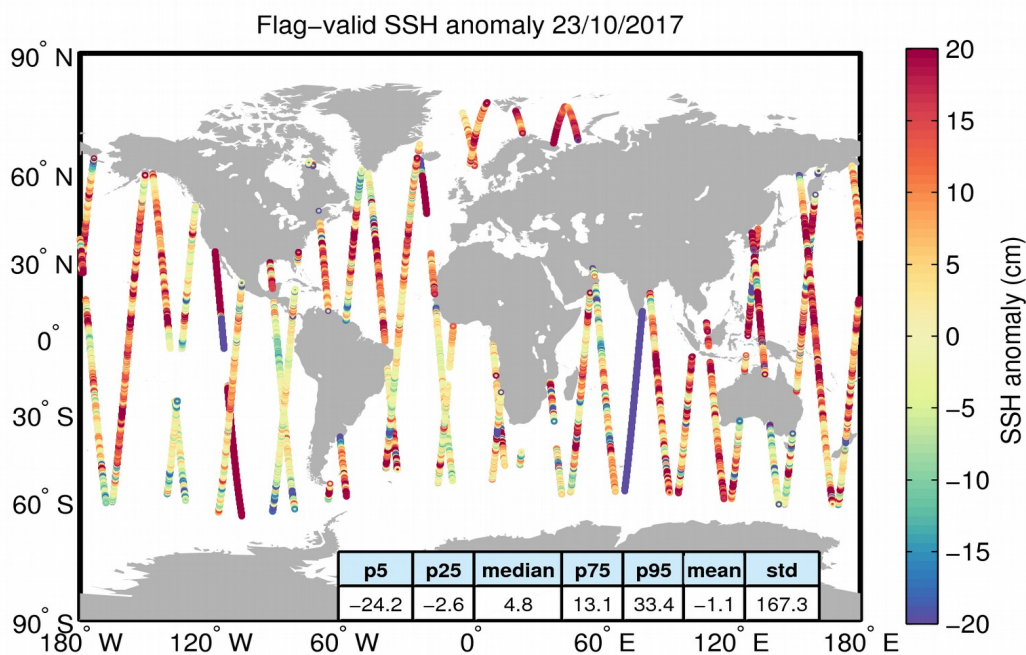 Flag−valid SSH anomaly 23/10/2017
90° N
60° N
30° N
0°
30° S
60° S
90° S
180° W
120° W
60° W
0°
60° E
120° E
180° E
20
15
10
5
0
−5
−10
−15
−20
SSH anomaly (cm)
p5 p25 median p75 p95 mean std
−24.2 −2.6 4.8 13.1 33.4 −1.1 167.3